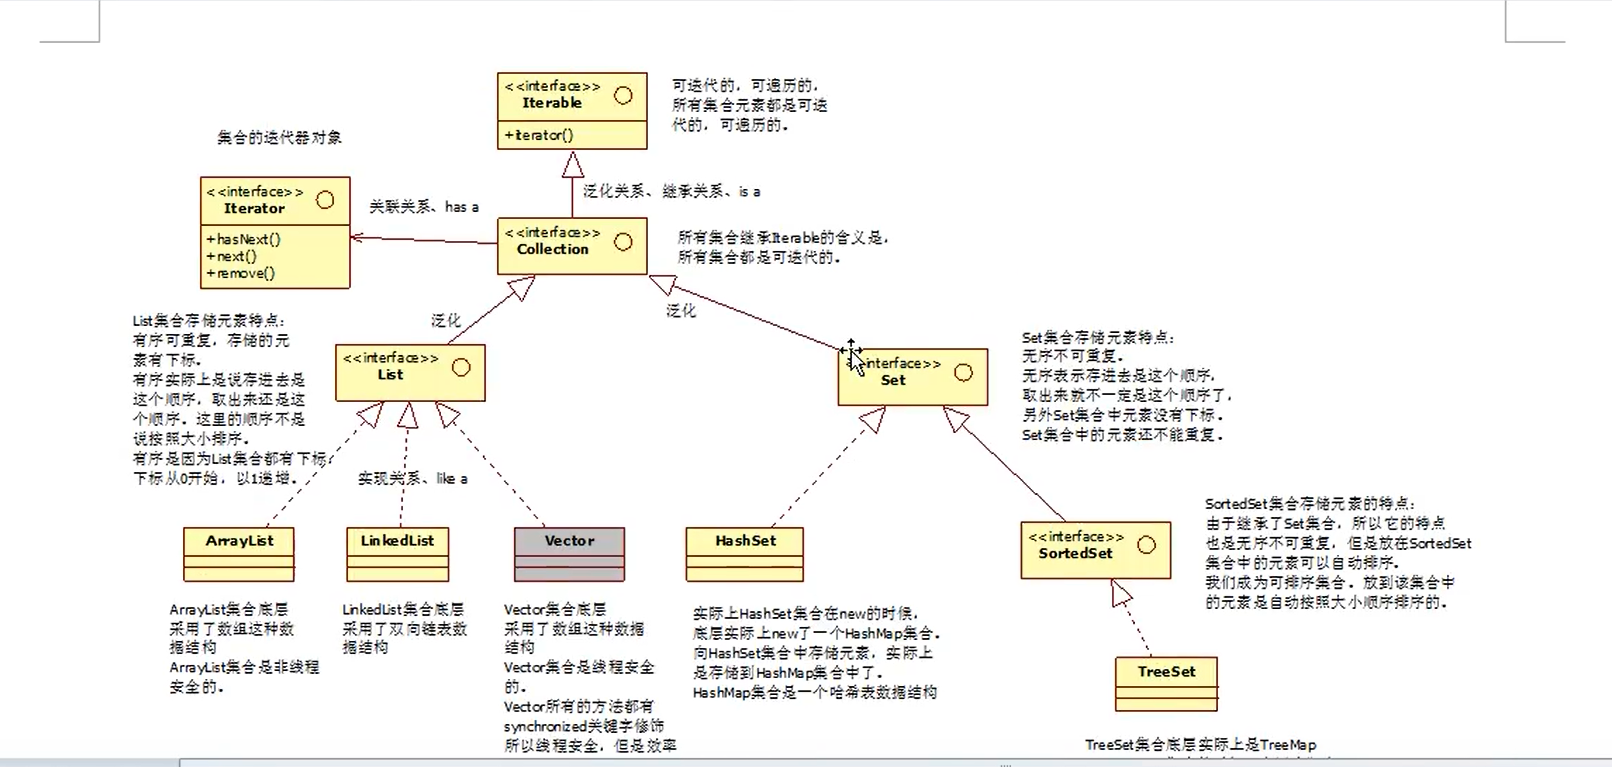 <<interface>>
Iterable
+iterator()
可迭代的，可遍历的，
所有集合元素都是可迭
代的，可遍历的。
集合的迭代器对象
<<interface>>
Iterator
+hasNext()
+next()
+remove()
关联关系、has a
泛化关系、继承关系、is a
<<interface>>
Collection
所有集合继承Iterable的含义是，
所有集合都是可迭代的。
泛化
泛化
List集合存储元素特点：
有序可重复，存储的元
素有下标。
有序实际上是说存进去是
这个顺序，取出来还是这
个顺序。这里的顺序不是
说按照大小排序。
有序是因为List集合都有下标，
下标从0开始，以1递增。
<<interface>>
List
interface>>
Set
Set集合存储元素特点：
无序不可重复。
无序表示存进去是这个顺序，
取出来就不一定是这个顺序了，
另外Set集合中元素没有下标。
Set集合中的元素还不能重复。
实现关系、like a
ArrayList
LinkedList
Vector
HashSet
<<interface>>
SortedSet
SortedSet集合存储元素的特点：
由于继承了Set集合，所以它的特点
也是无序不可重复，但是放在SortedSet
集合中的元素可以自动排序。
我们成为可排序集合。放到该集合中
的元素是自动按照大小顺序排序的。
ArrayList集合底层
采用了数组这种数
据结构
ArrayList集合是非线程
安全的。
LinkedList集合底层
采用了双向链表数
据结构
Vector集合底层
采用了数组这种数据
结构
Vector集合是线程安全
的。
Vector所有的方法都有
synchronized关键字修饰
所以线程安全，但是效率
实际上HashSet集合在new的时候，
底层实际上new了一个HashMap集合。
向HashSet集合中存储元素，实际上
是存储到HashMap集合中了。
HashMap集合是一个哈希表数据结构
TreeSet
TreeSet集合底层实际上是TreeMap